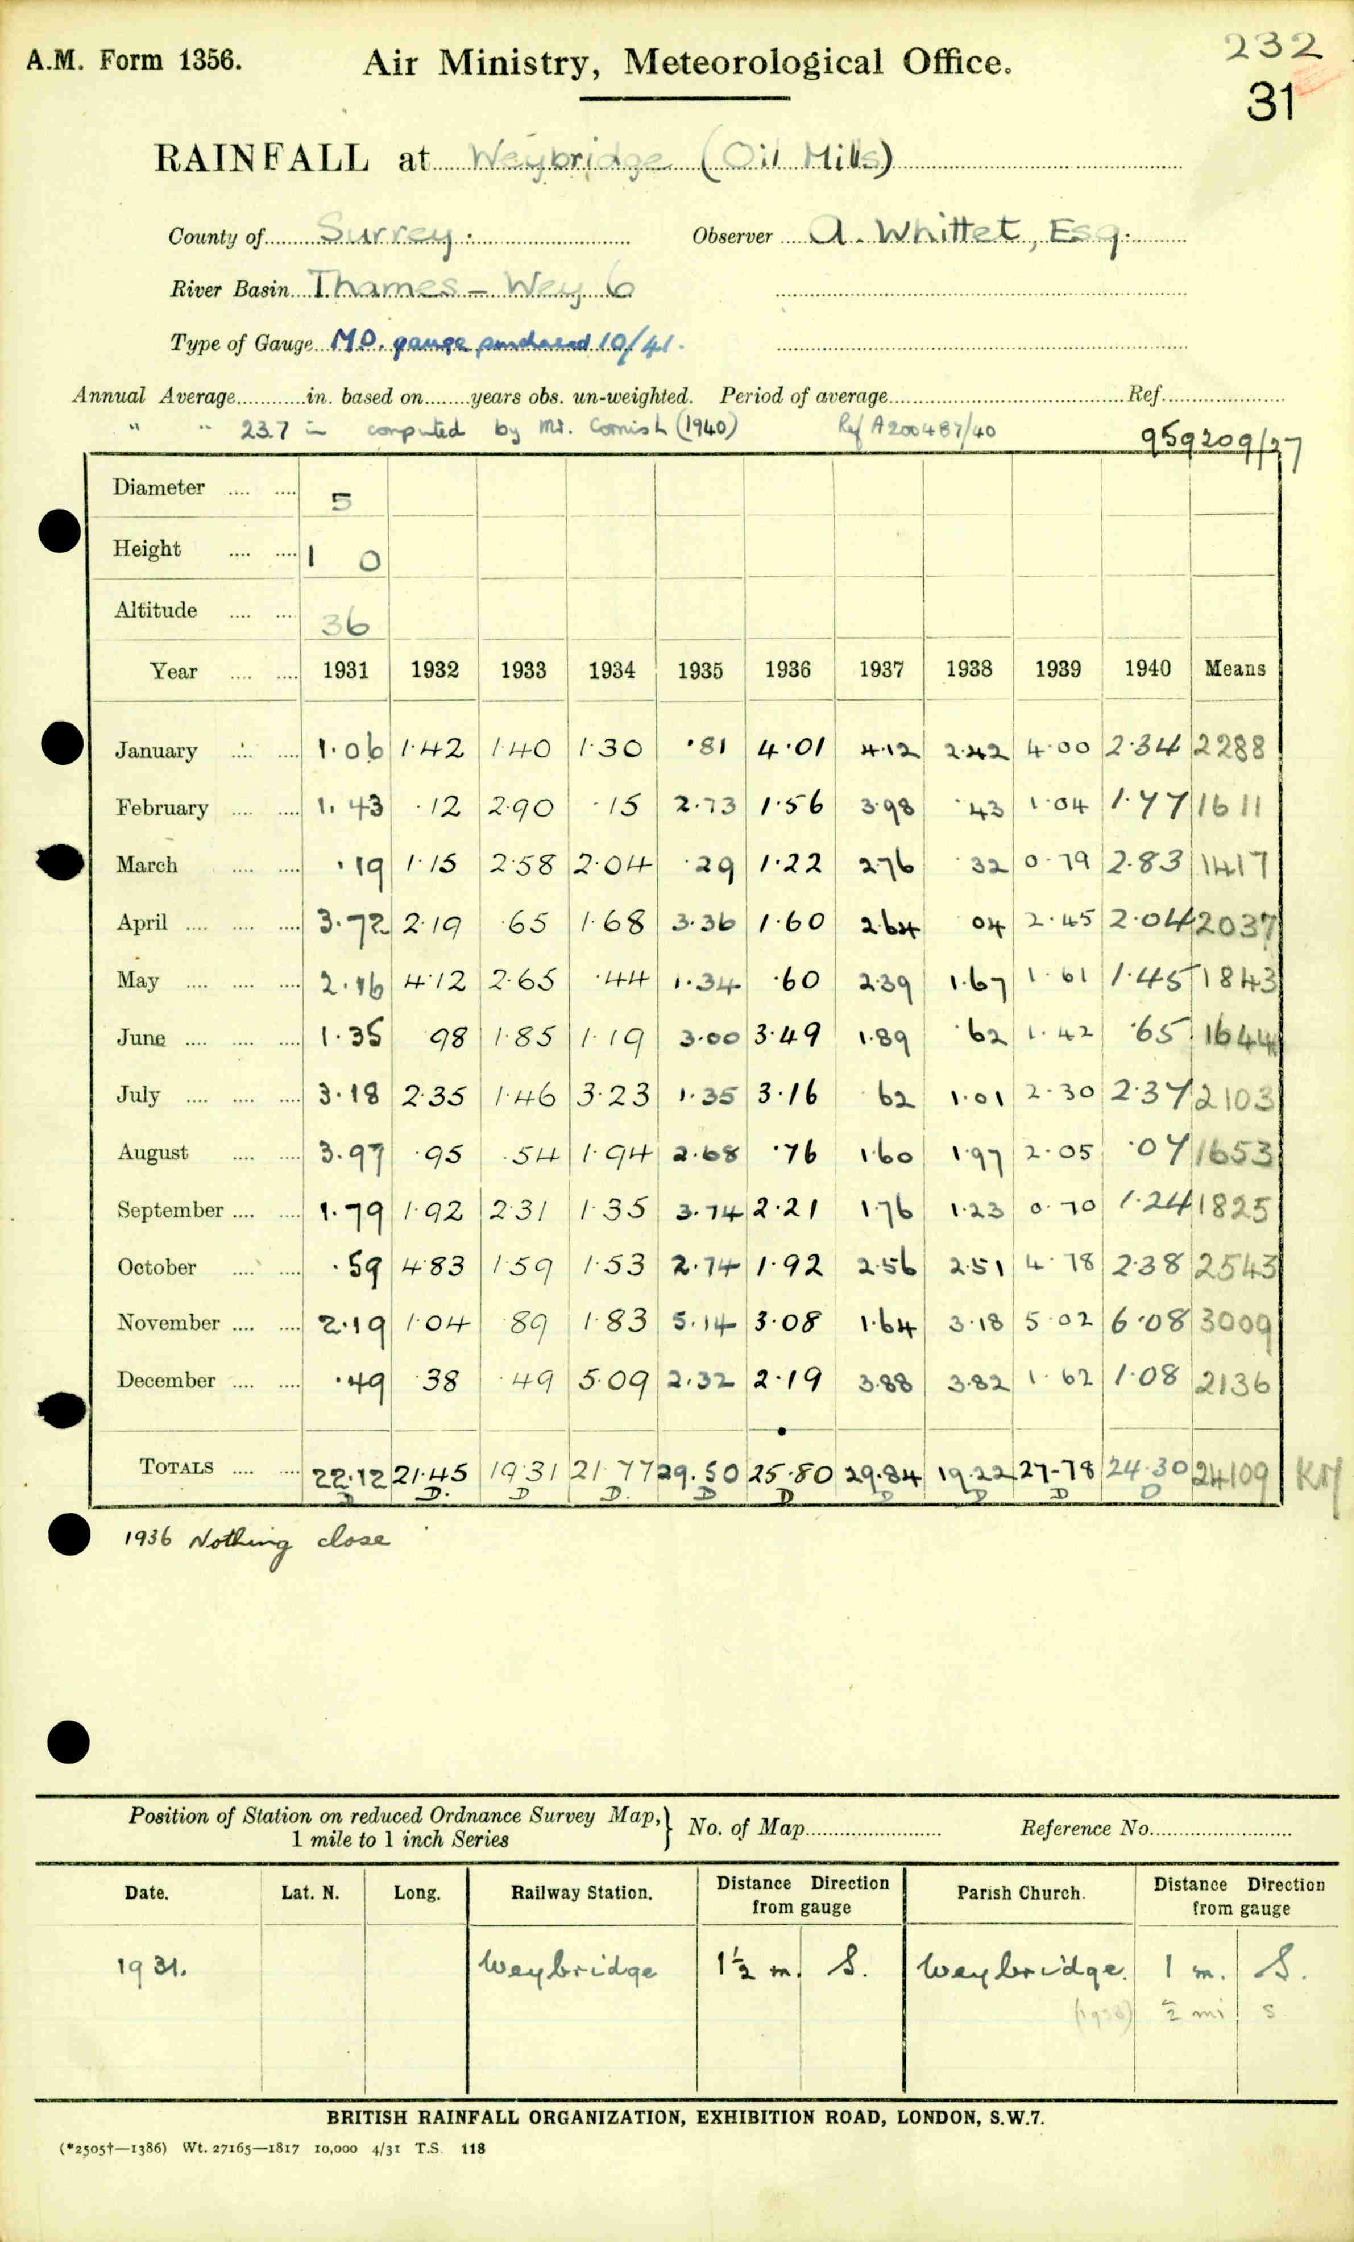 A.M. Form 1356.
Air Ministry, Meteorological Office.
232
31
RAINFALL at Weybridge (Oil Mills)
County of Surrey. Observer A. Whittet, Esq.
River Basin Thames - Wey 6
Type of Gauge M.O. gauge purchased 10/41.
Annual Average in. based on years obs. un-weighted. Period of average Ref.
" " 23.7 in computed by Mr. Cornish (1940) Ref A200487/40 959209/37
Diameter 5
Height 1 0
Altitude 36
Year 1931 1932 1933 1934 1935 1936 1937 1938 1939 1940 Means
January 1.06 1.42 1.40 1.30 .81 4.01 4.12 2.42 4.00 2.34 2288
February 1.43 .12 2.90 .15 2.73 1.56 3.98 .43 1.04 1.77 1611
March .19 1.15 2.58 2.04 .29 1.22 2.76 .32 0.79 2.83 1417
April 3.72 2.19 .65 1.68 3.36 1.60 2.64 04 2.45 2.04 2037
May 2.16 4.12 2.65 .44 1.34 .60 2.39 1.67 1.61 1.45 1843
June 1.35 98 1.85 1.19 3.00 3.49 1.89 .62 1.42 .65 1644
July 3.18 2.35 1.46 3.23 1.35 3.16 62 1.01 2.30 2.37 2103
August 3.97 .95 .54 1.94 2.68 .76 1.60 1.97 2.05 .07 1653
September 1.79 1.92 2.31 1.35 3.74 2.21 1.76 1.23 0.70 1.24 1825
October .59 4.83 1.59 1.53 2.74 1.92 2.56 2.51 4.78 2.38 2543
November 2.19 1.04 .89 1.83 5.14 3.08 1.64 3.18 5.02 6.08 3009
December .49 .38 .49 5.09 2.32 2.19 3.88 3.82 1.62 1.08 2136
TOTALS 22.12 21.45 19.31 21.77 29.50 25.80 29.84 19.22 27-78 24.30 24109
D D. D D. D D D D D D
1936 Nothing close
Position of Station on reduced Ordnance Survey Map,} No. of Map Reference No.
1 mile to 1 inch Series
Date. Lat. N. Long. Railway Station. Distance Direction from gauge Parish Church. Distance Direction from gauge
1931. Weybridge 1½ m. S. Weybridge. 1 m. S.
(1936) ½ mi S
BRITISH RAINFALL ORGANIZATION, EXHIBITION ROAD, LONDON, S.W.7.
(*2505†—1386) Wt. 27165—1817 10,000 4/31 T.S. 118